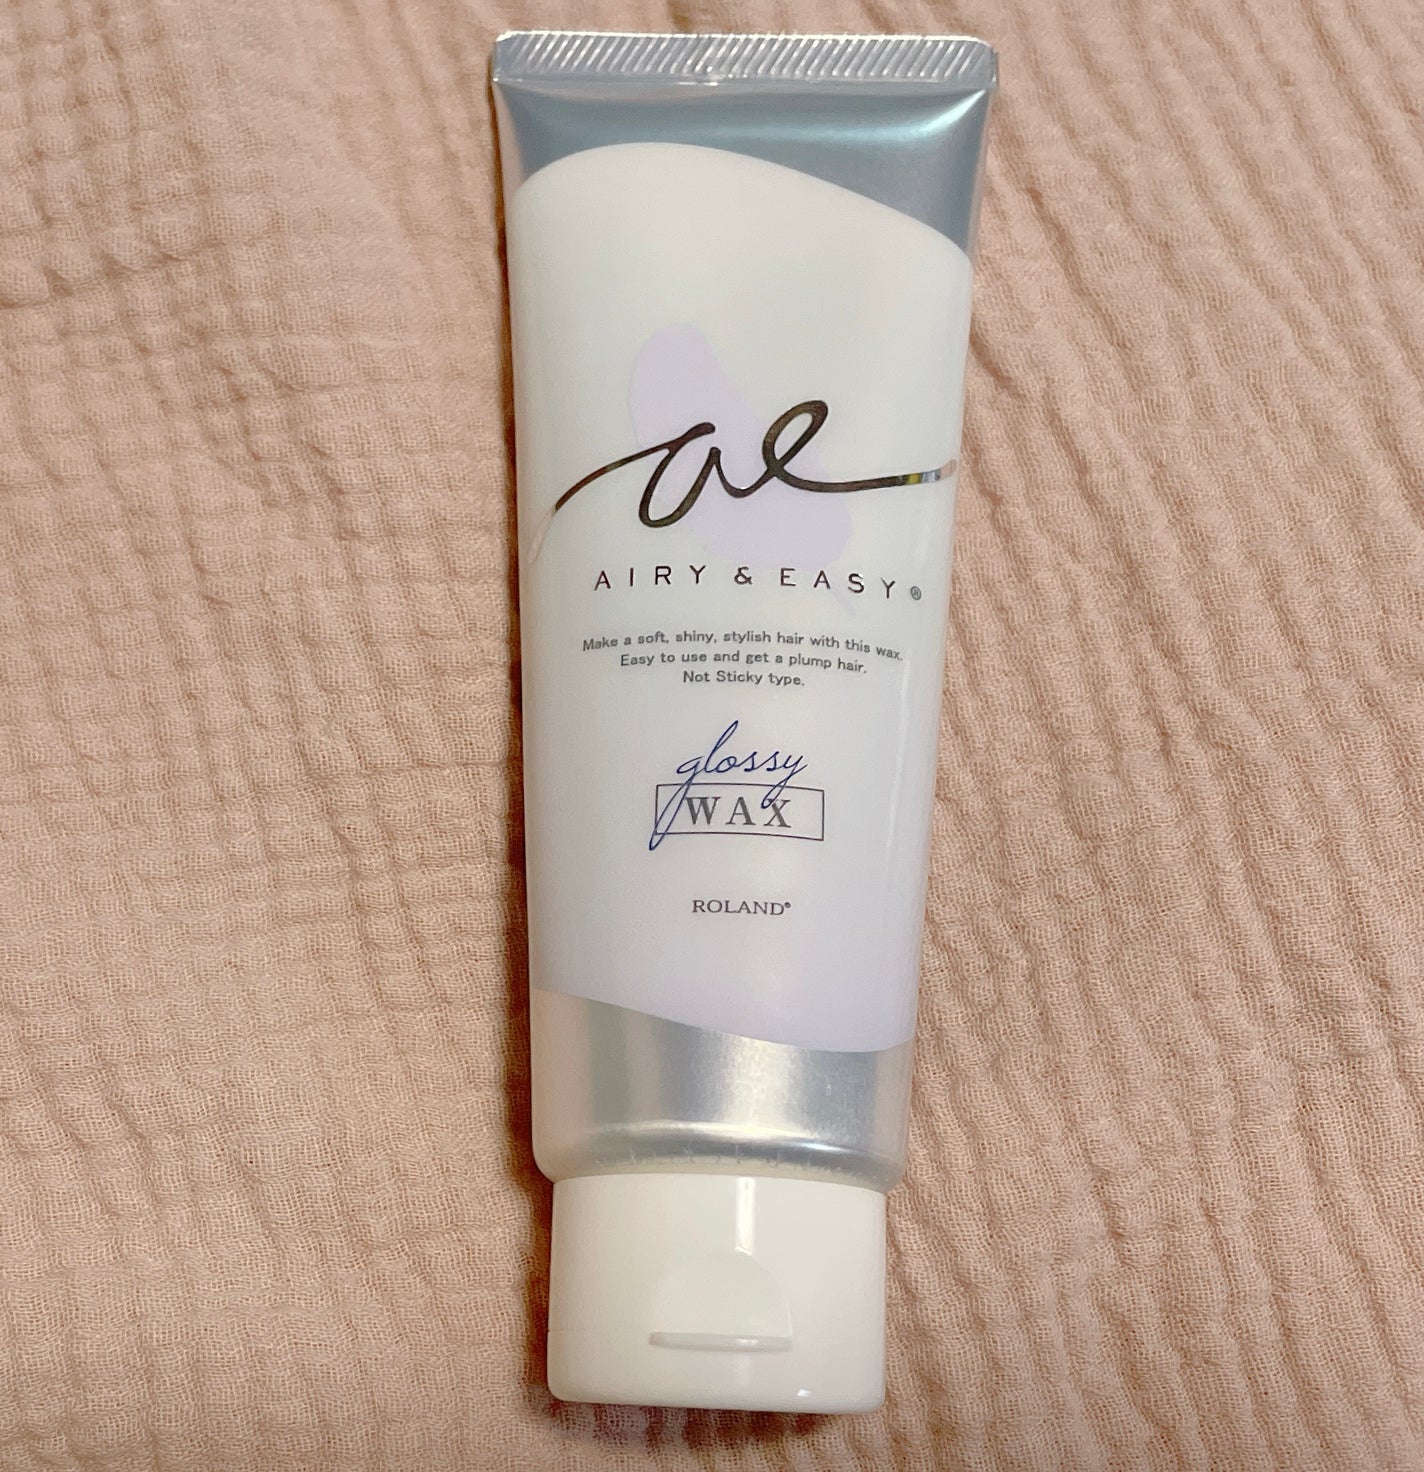 ae
AIRY & EASY®
Make a soft, shiny, stylish hair with this wax.
Easy to use and get a plump hair.
Not Sticky type.
glossy
WAX
ROLAND®